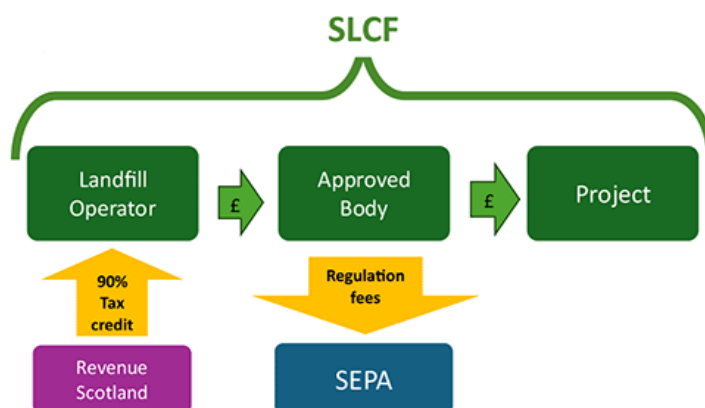 SLCF
Landfill
Operator
£
Approved
Body
£
Project
90%
Tax
credit
Regulation
fees
Revenue
Scotland
SEPA